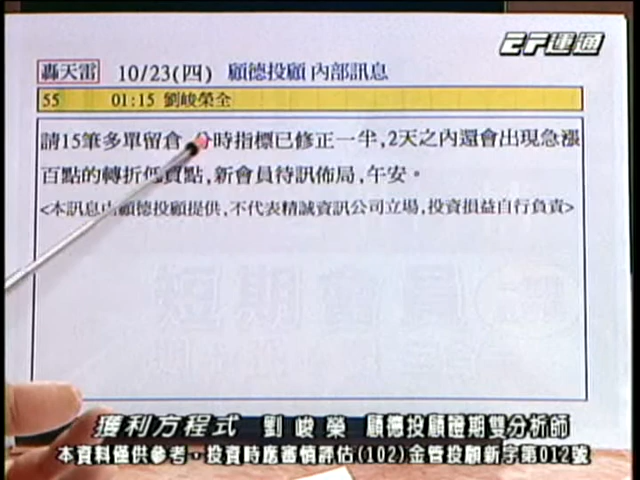 EF運通
轟天雷 10/23(四) 顧德投顧內部訊息
55 01:15 劉峻榮全
請15筆多單留倉,分時指標已修正一半,2天之內還會出現急漲
百點的轉折低買點,新會員待訊佈局,午安。
<本訊息由顧德投顧提供,不代表精誠資訊公司立場,投資損益自行負責>
短期會員
獲利方程式 劉峻榮 顧德投顧證期雙分析師
本資料僅供參考,投資時應審慎評估(102)金管投顧新字第012號